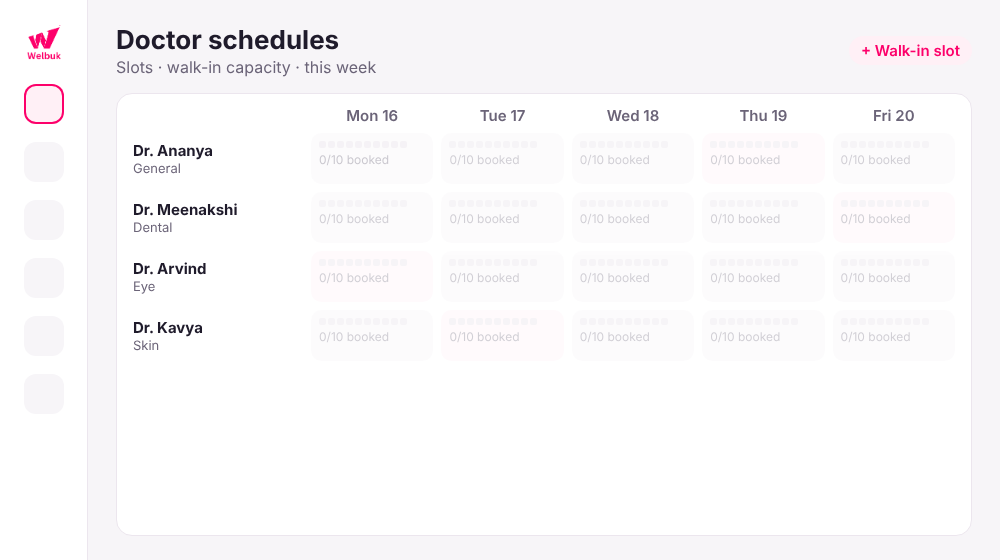 Welbuk
Doctor schedules
Slots · walk-in capacity · this week
+ Walk-in slot
Mon 16 Tue 17 Wed 18 Thu 19 Fri 20
Dr. Ananya
General
0/10 booked 0/10 booked 0/10 booked 0/10 booked 0/10 booked
Dr. Meenakshi
Dental
0/10 booked 0/10 booked 0/10 booked 0/10 booked 0/10 booked
Dr. Arvind
Eye
0/10 booked 0/10 booked 0/10 booked 0/10 booked 0/10 booked
Dr. Kavya
Skin
0/10 booked 0/10 booked 0/10 booked 0/10 booked 0/10 booked